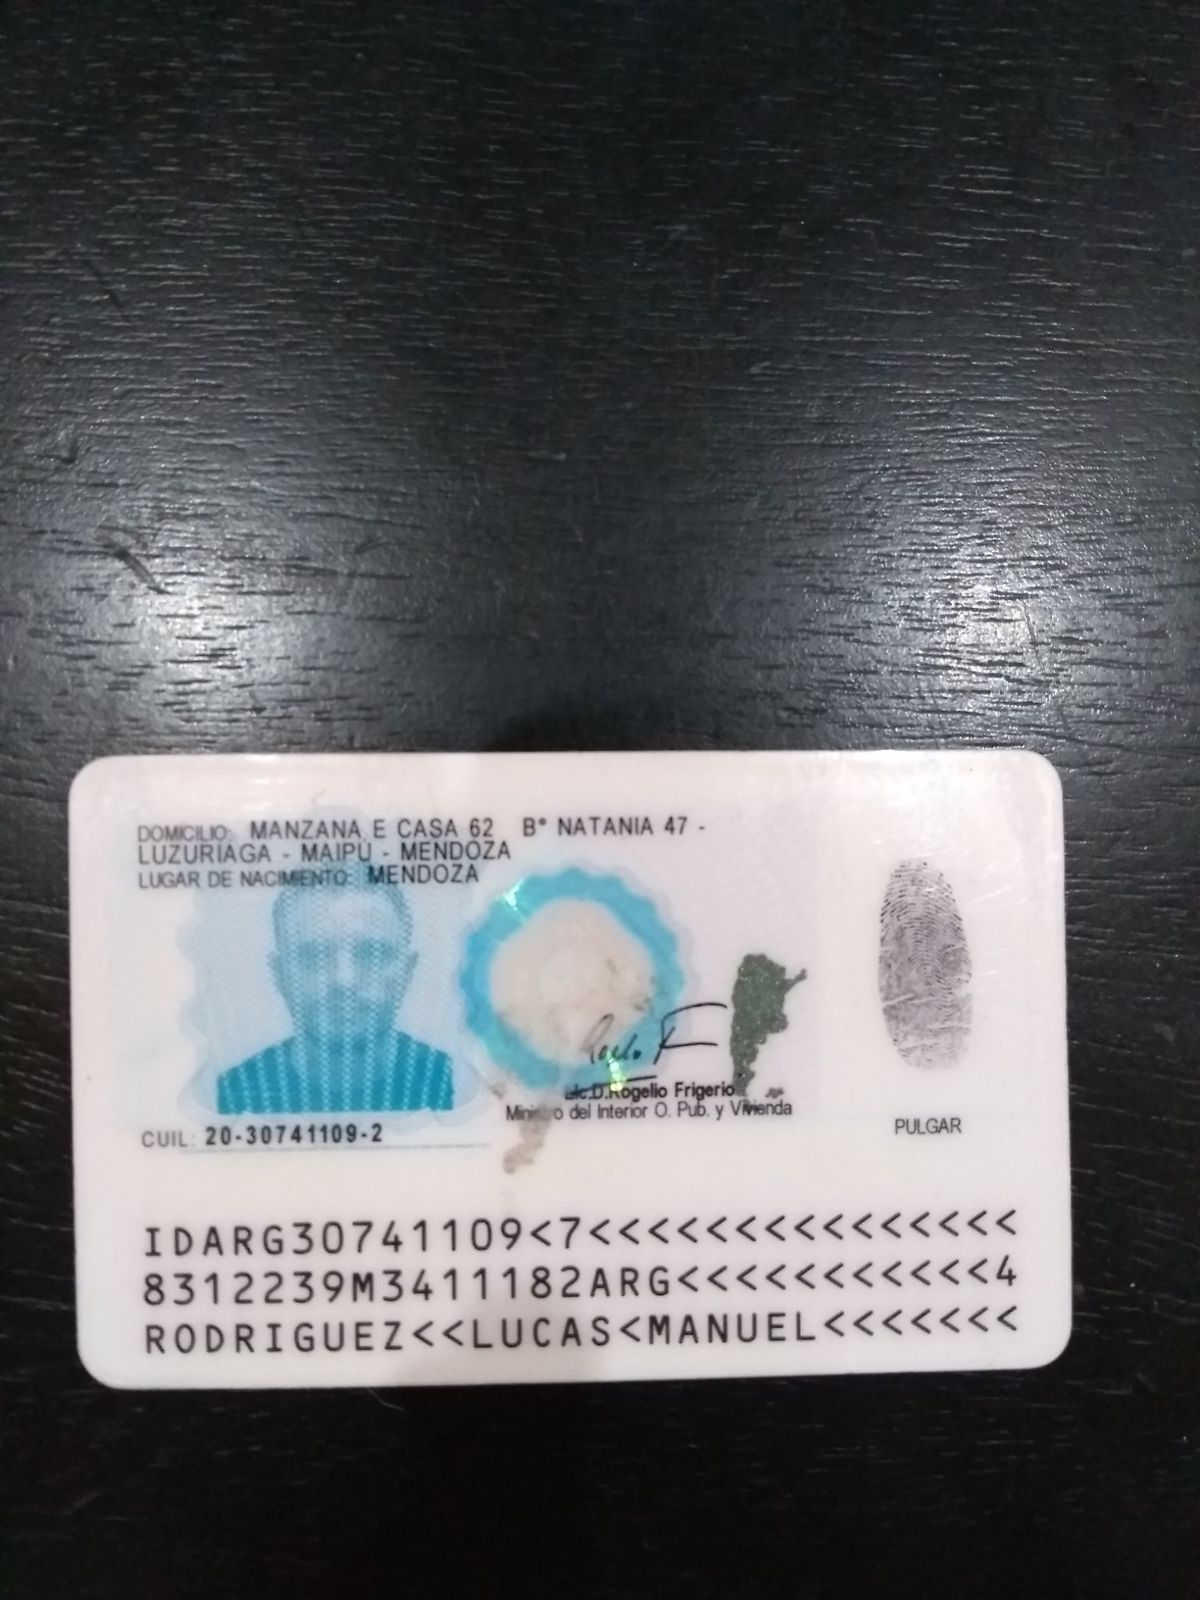 DOMICILIO: MANZANA E CASA 62 B° NATANIA 47 -
LUZURIAGA - MAIPÚ - MENDOZA
LUGAR DE NACIMIENTO: MENDOZA
Lic.D.Rogelio Frigerio
Ministro del Interior O. Pub. y Vivienda
CUIL: 20-30741109-2
PULGAR
IDARG30741109<7<<<<<<<<<<<<<<<
8312239M3411182ARG<<<<<<<<<<<4
RODRIGUEZ<<LUCAS<MANUEL<<<<<<<